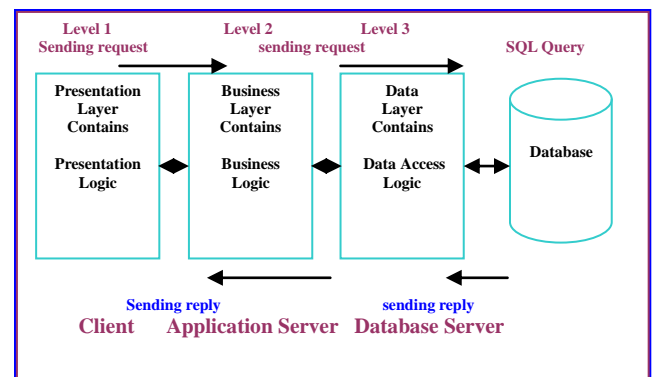 Level 1
Level 2
Level 3
Sending request
sending request
SQL Query
Presentation
Layer
Contains
Presentation
Logic
Business
Layer
Contains
Business
Logic
Data
Layer
Contains
Data Access
Logic
Database
Sending reply
sending reply
Client
Application Server
Database Server